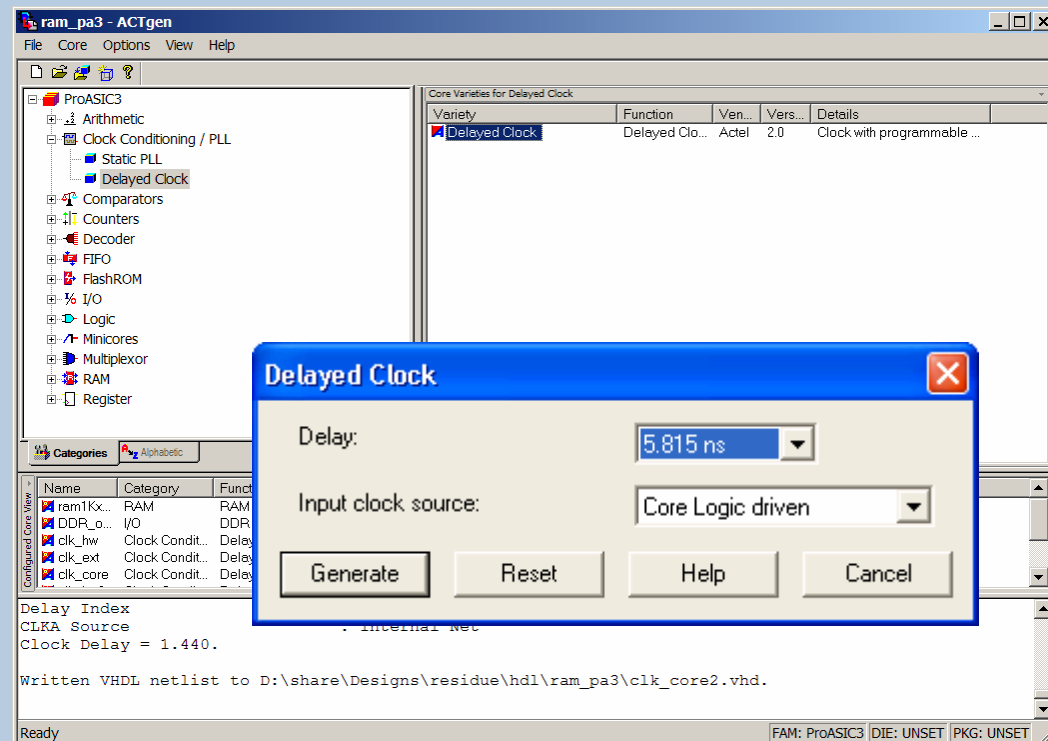 ram_pa3 - ACTgen
File Core Options View Help
ProASIC3
Arithmetic
Clock Conditioning / PLL
Static PLL
Delayed Clock
Comparators
Counters
Decoder
FIFO
FlashROM
I/O
Logic
Minicores
Multiplexor
RAM
Register
Categories Alphabetic
Core Varieties for Delayed Clock
Variety Function Ven... Vers... Details
Delayed Clock Delayed Clo... Actel 2.0 Clock with programmable ...
Delayed Clock
Delay: 5.815 ns
Input clock source: Core Logic driven
Generate Reset Help Cancel
Configured Core View
Name Category Funct
ram1Kx... RAM RAM
DDR_o... I/O DDR
clk_hw Clock Condit... Delay
clk_ext Clock Condit... Delay
clk_core Clock Condit... Delay
Delay Index
CLKA Source : Internal Net
Clock Delay = 1.440.
Written VHDL netlist to D:\share\Designs\residue\hdl\ram_pa3\clk_core2.vhd.
Ready FAM: ProASIC3 DIE: UNSET PKG: UNSET